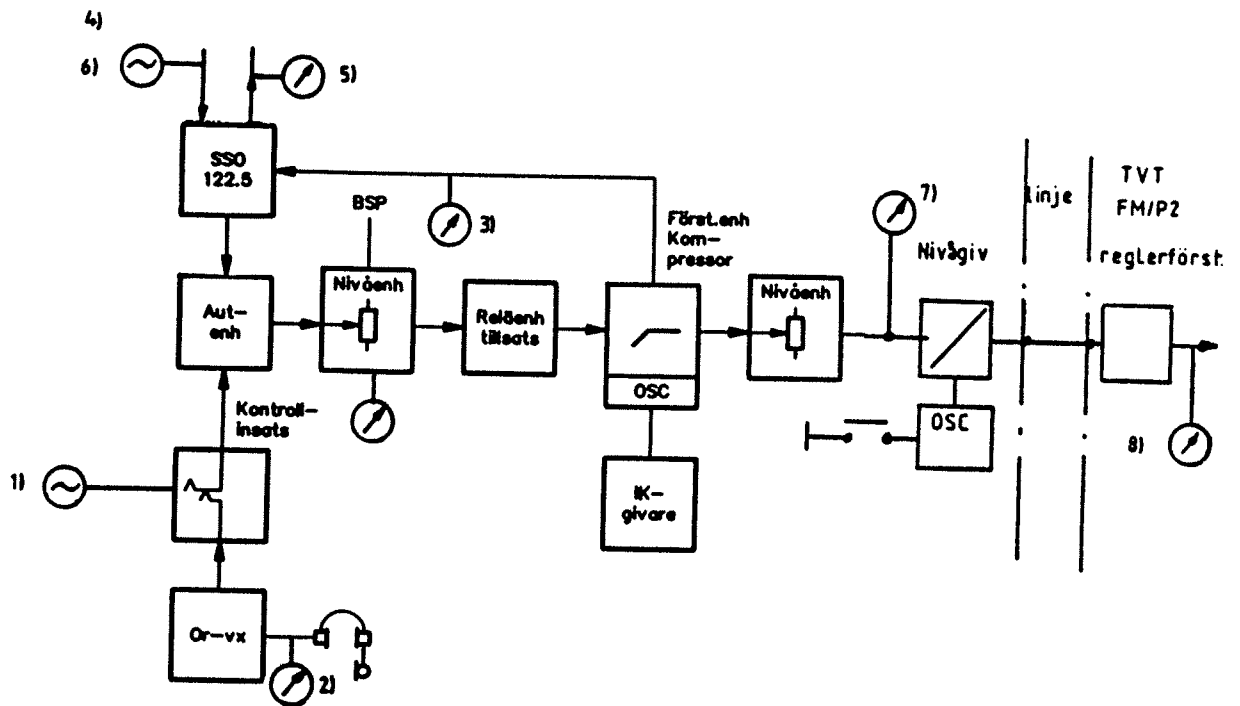 4)
6)
5)
SSO
122.5
BSP
3)
Först.enh
Kom-
pressor
7)
Nivågiv
linje
TVT
FM/P2
reglerförst.
Aut-
enh
Nivåenh
Reläenh
tillsats
OSC
Nivåenh
OSC
8)
Kontroll-
insats
1)
IK-
givare
Or-vx
2)